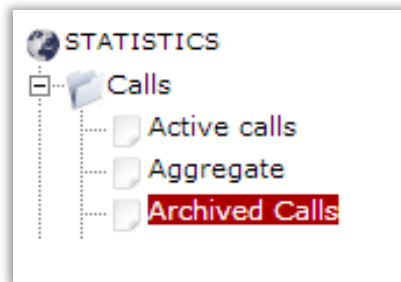 STATISTICS
Calls
Active calls
Aggregate
Archived Calls